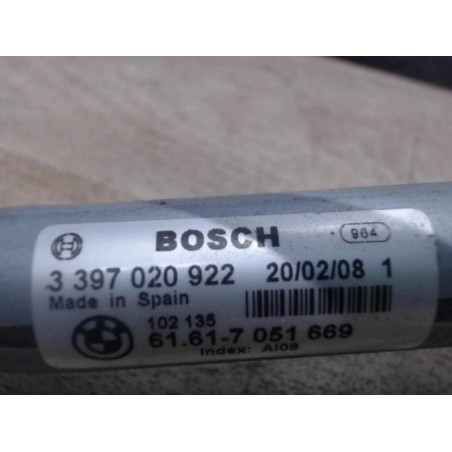 BOSCH 964
3 397 020 922 20/02/08 1
Made in Spain
102 135
61.61-7 051 669
Index: A/09